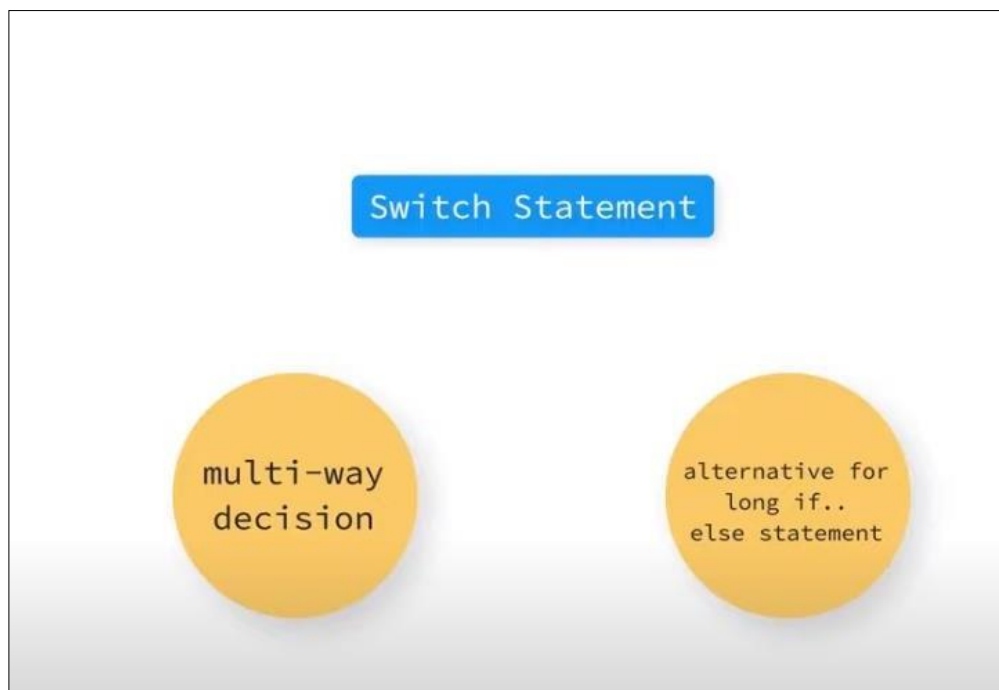 Switch Statement
multi-way
decision
alternative for
long if..
else statement